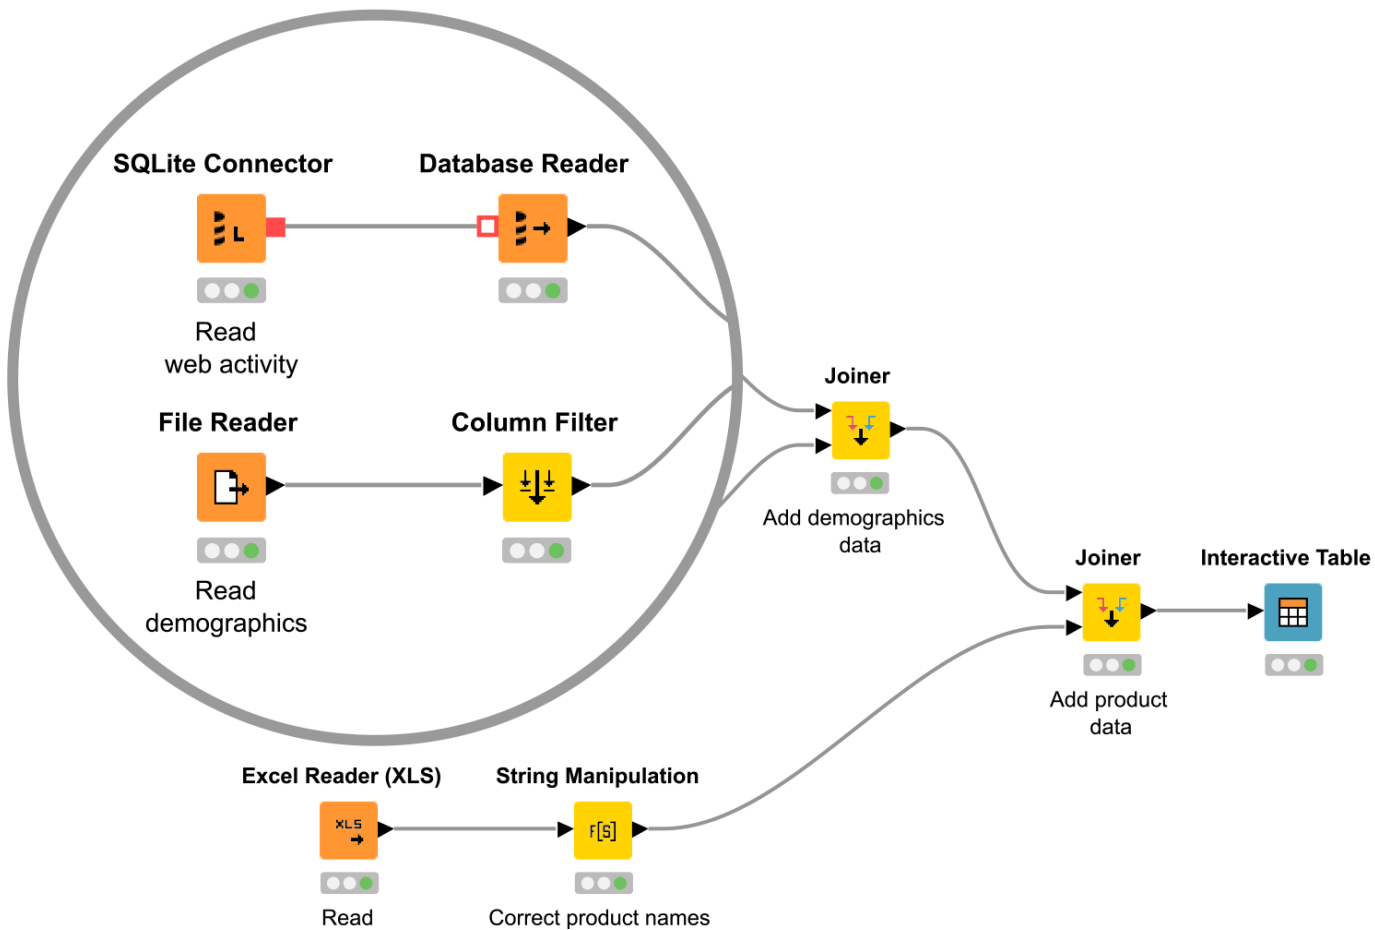 SQLite Connector
Database Reader
L
Read
web activity
File Reader
Column Filter
Read
demographics
Joiner
Add demographics
data
Joiner
Interactive Table
Add product
data
Excel Reader (XLS)
String Manipulation
XLS
F[S]
Read
Correct product names